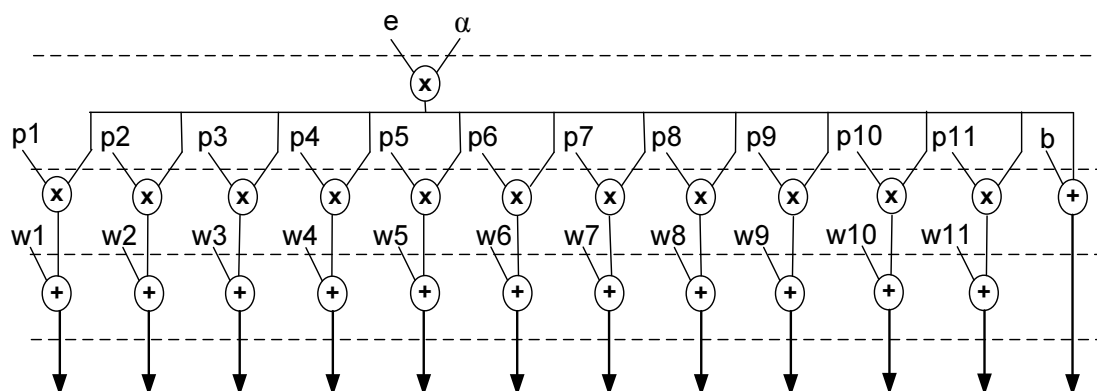 e α
x
p1 p2 p3 p4 p5 p6 p7 p8 p9 p10 p11 b
x x x x x x x x x x x +
w1 w2 w3 w4 w5 w6 w7 w8 w9 w10 w11
+ + + + + + + + + + +